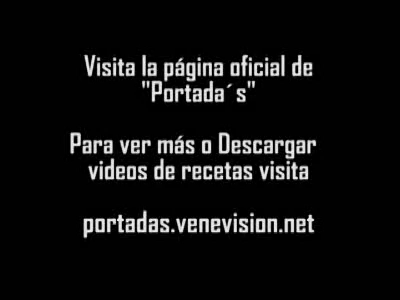 Visita la página oficial de
"Portada´s"
Para ver más o Descargar
videos de recetas visita
portadas.venevision.net